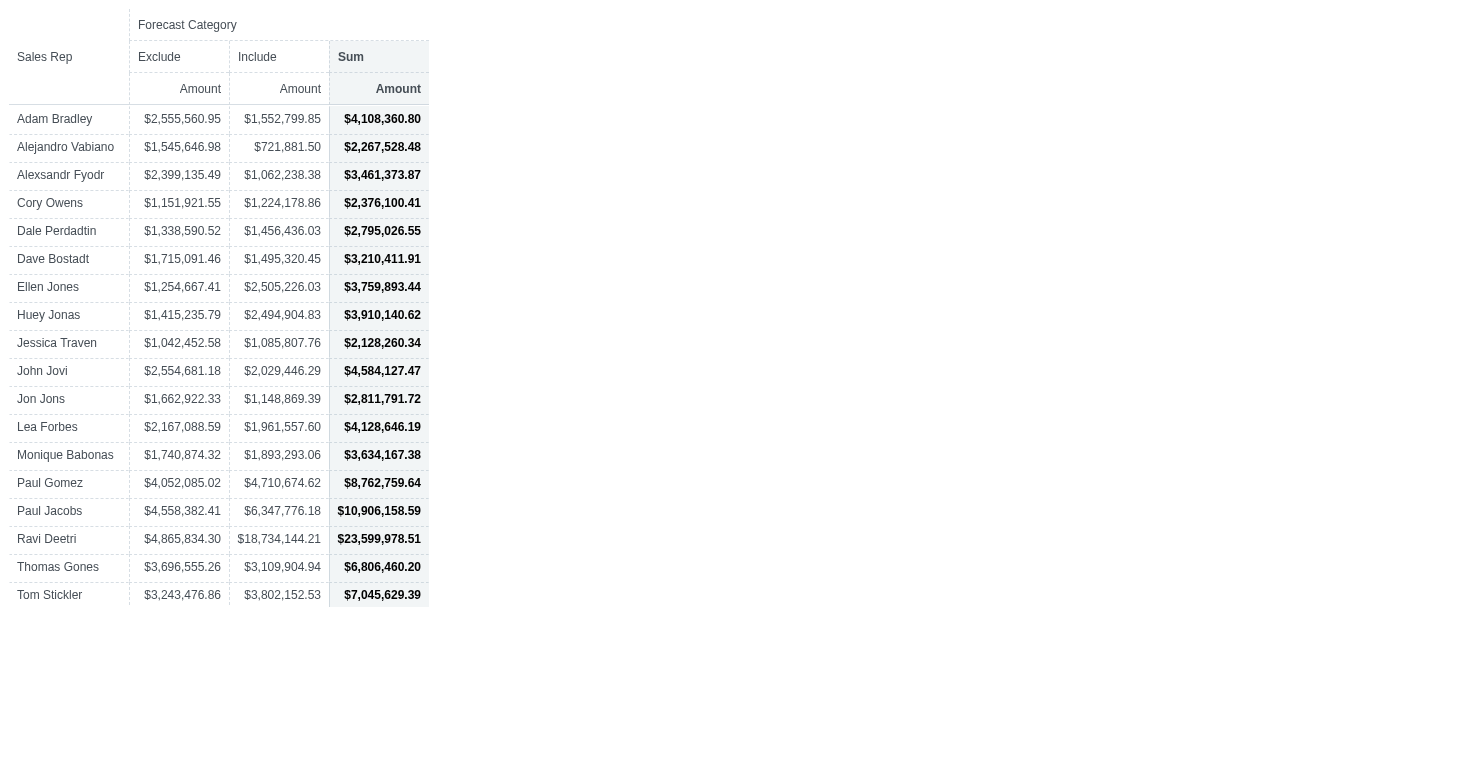 Forecast Category
Sales Rep Exclude Include Sum
Amount Amount Amount
Adam Bradley $2,555,560.95 $1,552,799.85 $4,108,360.80
Alejandro Vabiano $1,545,646.98 $721,881.50 $2,267,528.48
Alexsandr Fyodr $2,399,135.49 $1,062,238.38 $3,461,373.87
Cory Owens $1,151,921.55 $1,224,178.86 $2,376,100.41
Dale Perdadtin $1,338,590.52 $1,456,436.03 $2,795,026.55
Dave Bostadt $1,715,091.46 $1,495,320.45 $3,210,411.91
Ellen Jones $1,254,667.41 $2,505,226.03 $3,759,893.44
Huey Jonas $1,415,235.79 $2,494,904.83 $3,910,140.62
Jessica Traven $1,042,452.58 $1,085,807.76 $2,128,260.34
John Jovi $2,554,681.18 $2,029,446.29 $4,584,127.47
Jon Jons $1,662,922.33 $1,148,869.39 $2,811,791.72
Lea Forbes $2,167,088.59 $1,961,557.60 $4,128,646.19
Monique Babonas $1,740,874.32 $1,893,293.06 $3,634,167.38
Paul Gomez $4,052,085.02 $4,710,674.62 $8,762,759.64
Paul Jacobs $4,558,382.41 $6,347,776.18 $10,906,158.59
Ravi Deetri $4,865,834.30 $18,734,144.21 $23,599,978.51
Thomas Gones $3,696,555.26 $3,109,904.94 $6,806,460.20
Tom Stickler $3,243,476.86 $3,802,152.53 $7,045,629.39